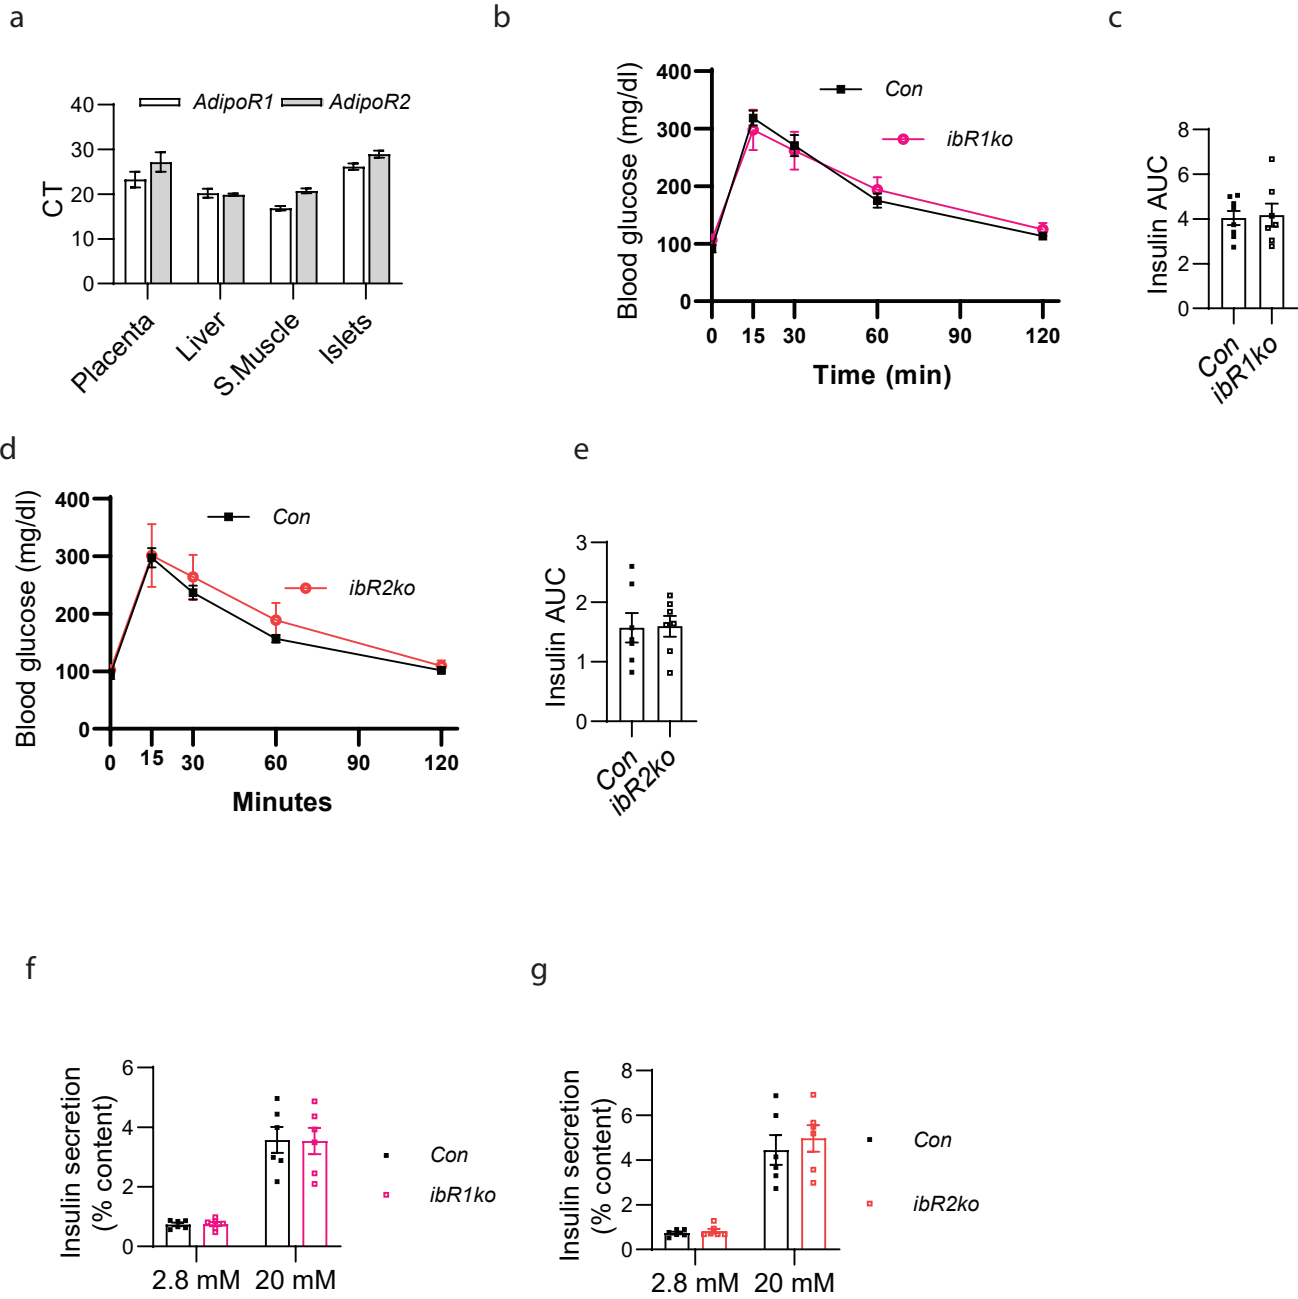 a
AdipoR1 AdipoR2
CT
40
30
20
10
0
Placenta
Liver
S.Muscle
Islets
b
Blood glucose (mg/dl)
400
300
200
100
0
Con
ibR1ko
0 15 30 60 90 120
Time (min)
c
Insulin AUC
8
6
4
2
0
Con
ibR1ko
d
Blood glucose (mg/dl)
400
300
200
100
0
Con
ibR2ko
0 15 30 60 90 120
Minutes
e
Insulin AUC
3
2
1
0
Con
ibR2ko
f
Insulin secretion
(% content)
6
4
2
0
2.8 mM 20 mM
Con
ibR1ko
g
Insulin secretion
(% content)
8
6
4
2
0
2.8 mM 20 mM
Con
ibR2ko